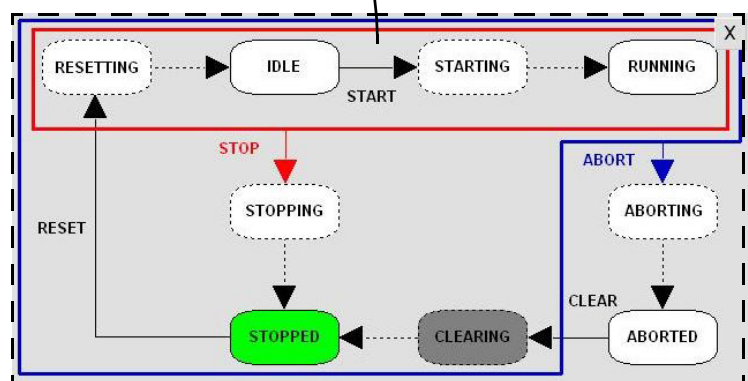 X
RESETTING
IDLE
STARTING
RUNNING
START
STOP
ABORT
STOPPING
ABORTING
RESET
CLEAR
STOPPED
CLEARING
ABORTED